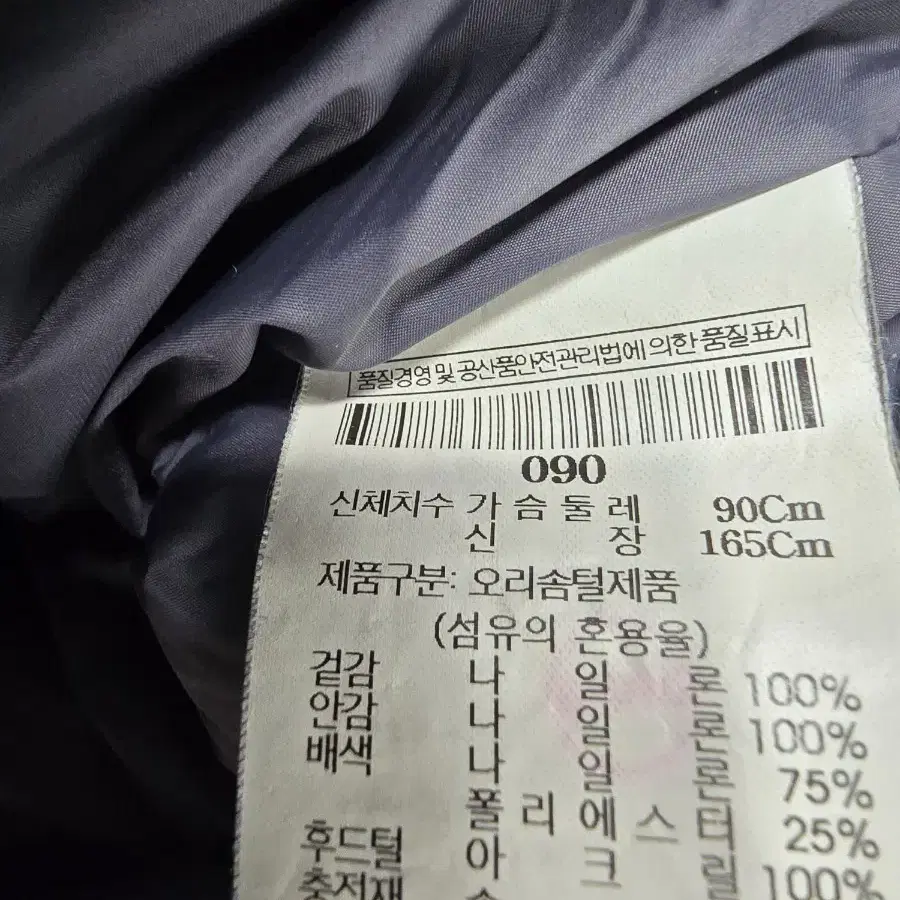 품질경영 및 공산품안전관리법에 의한 품질표시
090
신체치수 가슴둘레 90Cm
신장 165Cm
제품구분: 오리솜털제품
(섬유의 혼용율)
겉감 나일론 100%
안감 나일론 100%
배색 나일론 75%
폴리에스터 25%
후드털 아크릴 100%
충전재